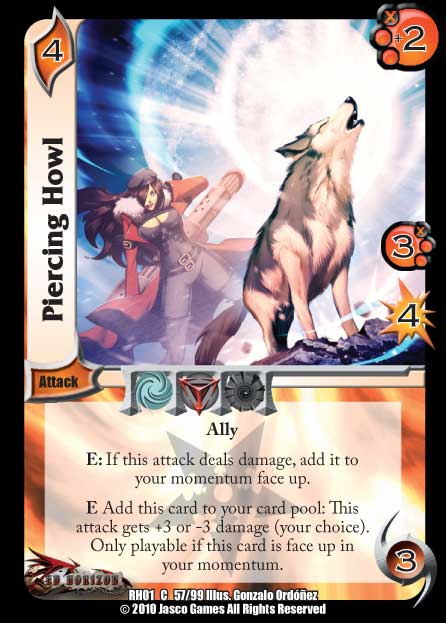 4
+2
Piercing Howl
3
4
Attack
Ally
E: If this attack deals damage, add it to
your momentum face up.
E Add this card to your card pool: This
attack gets +3 or -3 damage (your choice).
Only playable if this card is face up in
your momentum.
3
RED HORIZON
RH01 C 57/99 Illus. Gonzalo Ordóñez
© 2010 Jasco Games All Rights Reserved